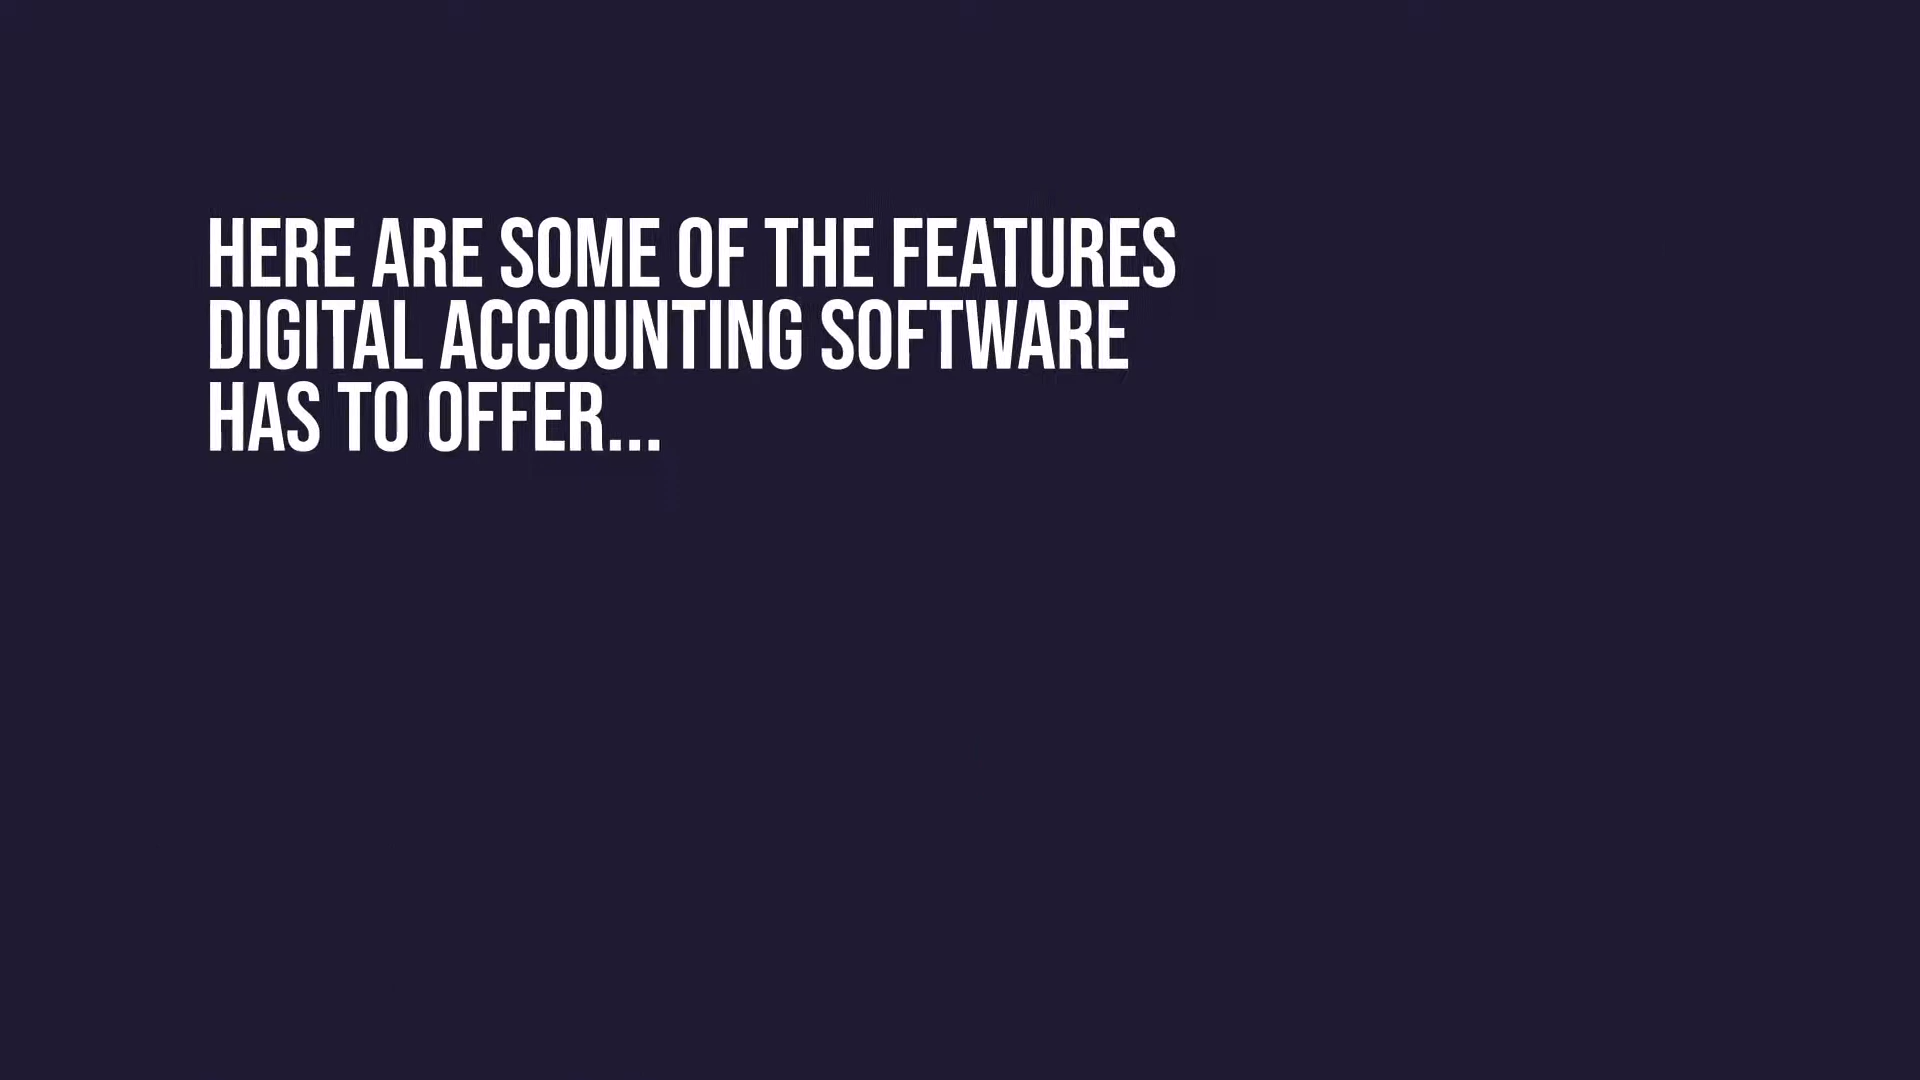 HERE ARE SOME OF THE FEATURES
DIGITAL ACCOUNTING SOFTWARE
HAS TO OFFER...